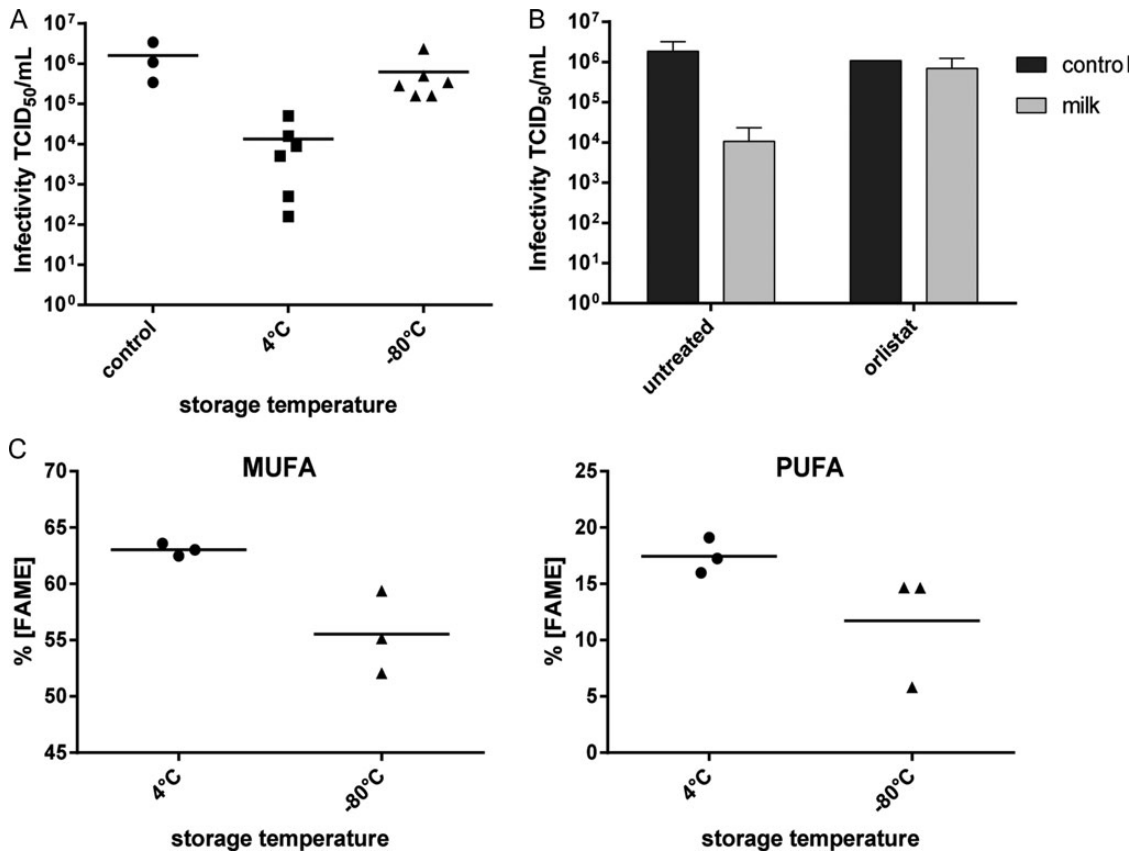 A
Infectivity TCID₅₀/mL
10⁷
10⁶
10⁵
10⁴
10³
10²
10¹
10⁰
control
4°C
-80°C
storage temperature
B
Infectivity TCID₅₀/mL
10⁷
10⁶
10⁵
10⁴
10³
10²
10¹
10⁰
untreated
orlistat
control
milk
C
MUFA
% [FAME]
70
65
60
55
50
45
4°C
-80°C
storage temperature
PUFA
% [FAME]
25
20
15
10
5
0
4°C
-80°C
storage temperature